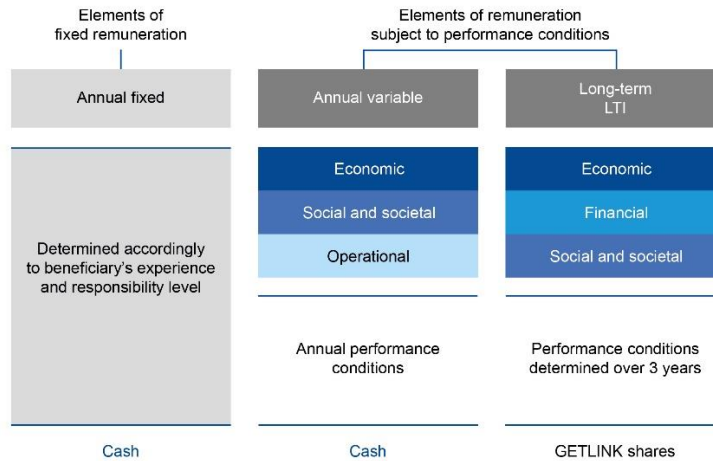 Elements of
fixed remuneration
Elements of remuneration
subject to performance conditions
Annual fixed
Annual variable
Long-term
LTI
Determined accordingly
to beneficiary's experience
and responsibility level
Economic
Social and societal
Operational
Economic
Financial
Social and societal
Annual performance
conditions
Performance conditions
determined over 3 years
Cash
Cash
GETLINK shares